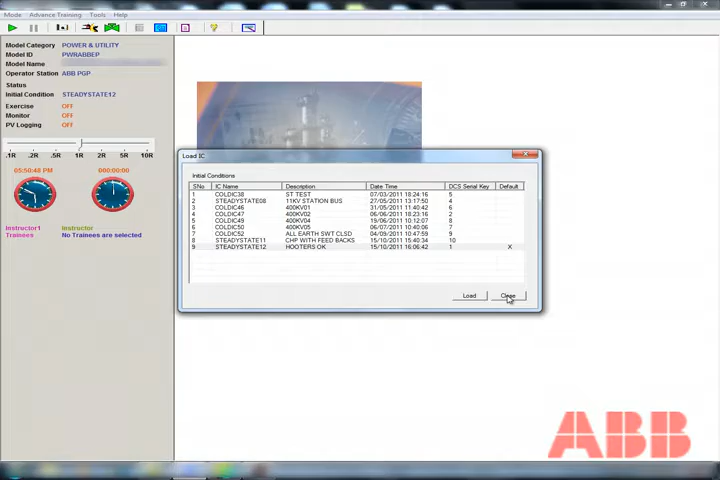 Mode Advance Training Tools Help
Model Category POWER & UTILITY
Model ID PWRABBEP
Model Name
Operator Station ABB PGP
Status
Initial Condition STEADYSTATE12
Exercise OFF
Monitor OFF
PV Logging OFF
.1R .2R .5R 1R 2R 5R 10R
05:50:48 PM 000:00:00
Instructor1 Instructor
Trainees No Trainees are selected
Load IC
Initial Conditions
SNo IC Name Description Date Time DCS Serial Key Default
1 COLDIC38 ST TEST 07/03/2011 18:24:16 5
2 STEADYSTATE08 11KV STATION BUS 27/05/2011 13:17:50 4
3 COLDIC46 400KV01 31/05/2011 11:40:42 6
4 COLDIC47 400KV02 06/06/2011 18:23:16 2
5 COLDIC49 400KV04 19/06/2011 10:12:07 8
6 COLDIC50 400KV05 06/07/2011 10:40:06 7
7 COLDIC52 ALL EARTH SWT CLSD 04/09/2011 10:47:59 9
8 STEADYSTATE11 CHP WITH FEED BACKS 15/10/2011 15:40:34 10
9 STEADYSTATE12 HOOTERS OK 15/10/2011 16:06:42 1 X
Load Close
ABB